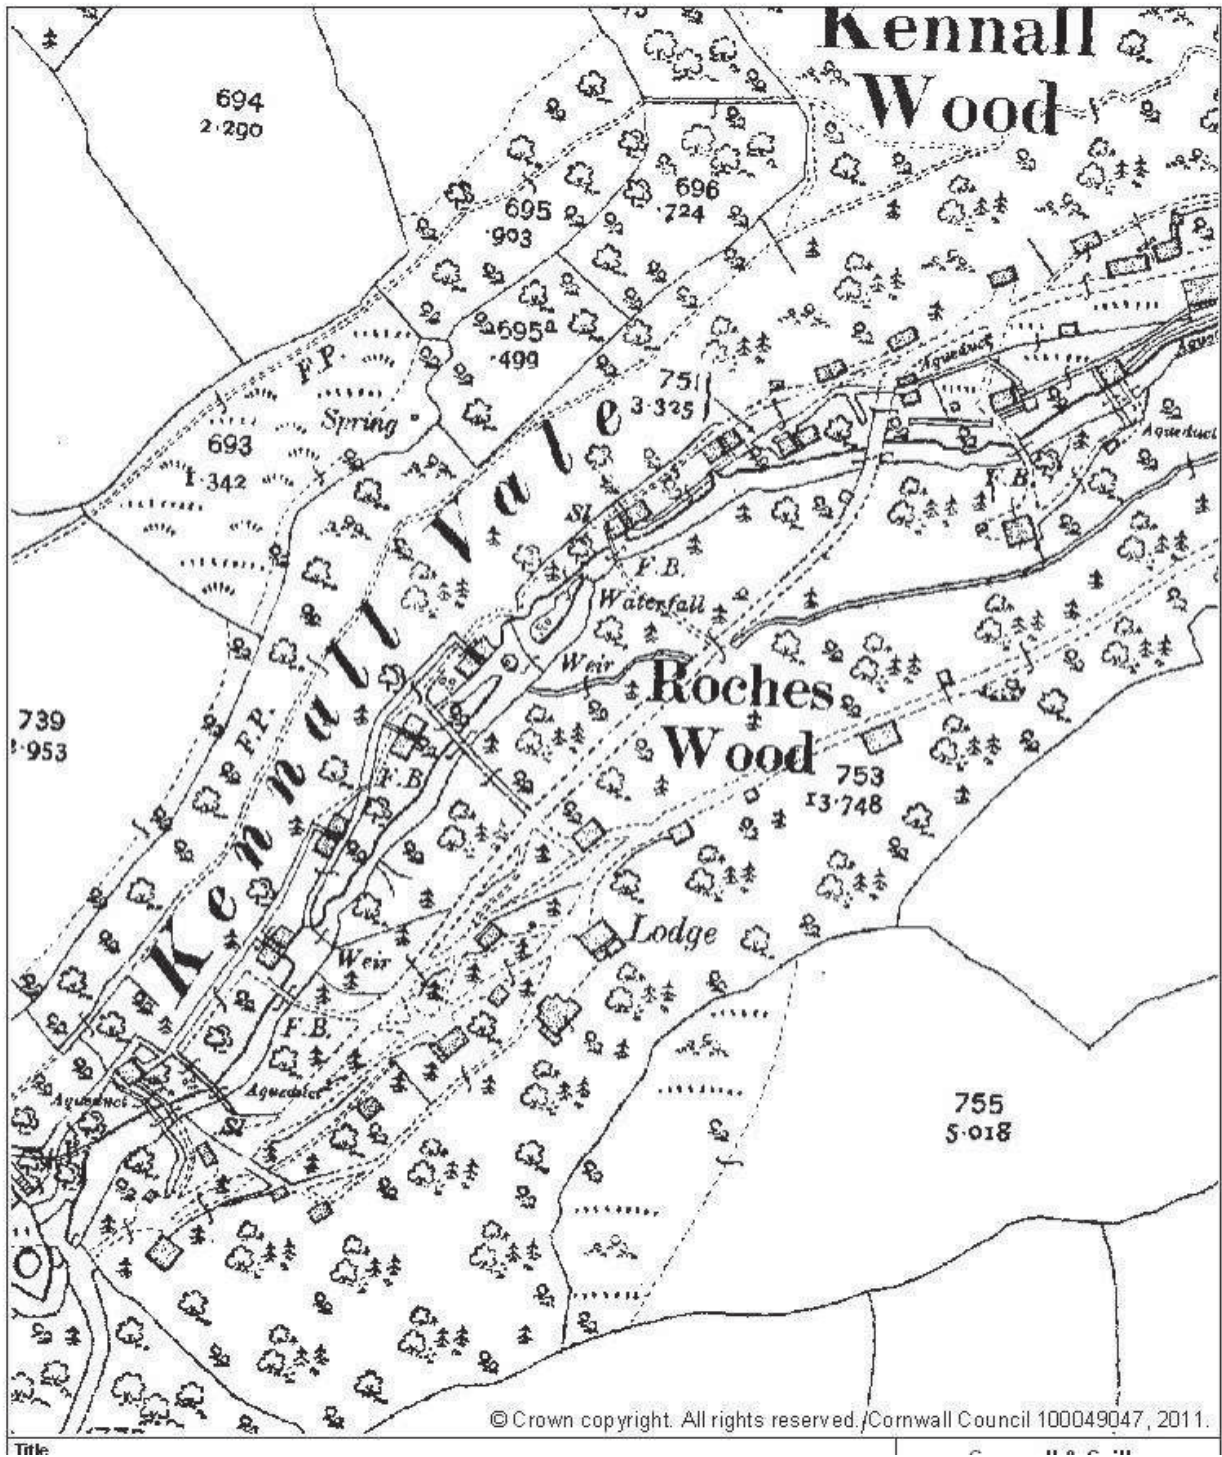 Kennall
Wood
694
2·290
695
·903
696
·724
695a
·499
F.P.
Spring
693
1·342
751
3·325
Aqueduct
Aqueduct
Kennall Vale
Sl.
F.B.
F.B.
Waterfall
Weir
Roches
Wood
739
F.P.
F.B.
753
13·748
Lodge
Weir
F.B.
Aqueduct
Aqueduct
Sl.
755
5·018
© Crown copyright. All rights reserved. Cornwall Council 100049047, 2011.
Title